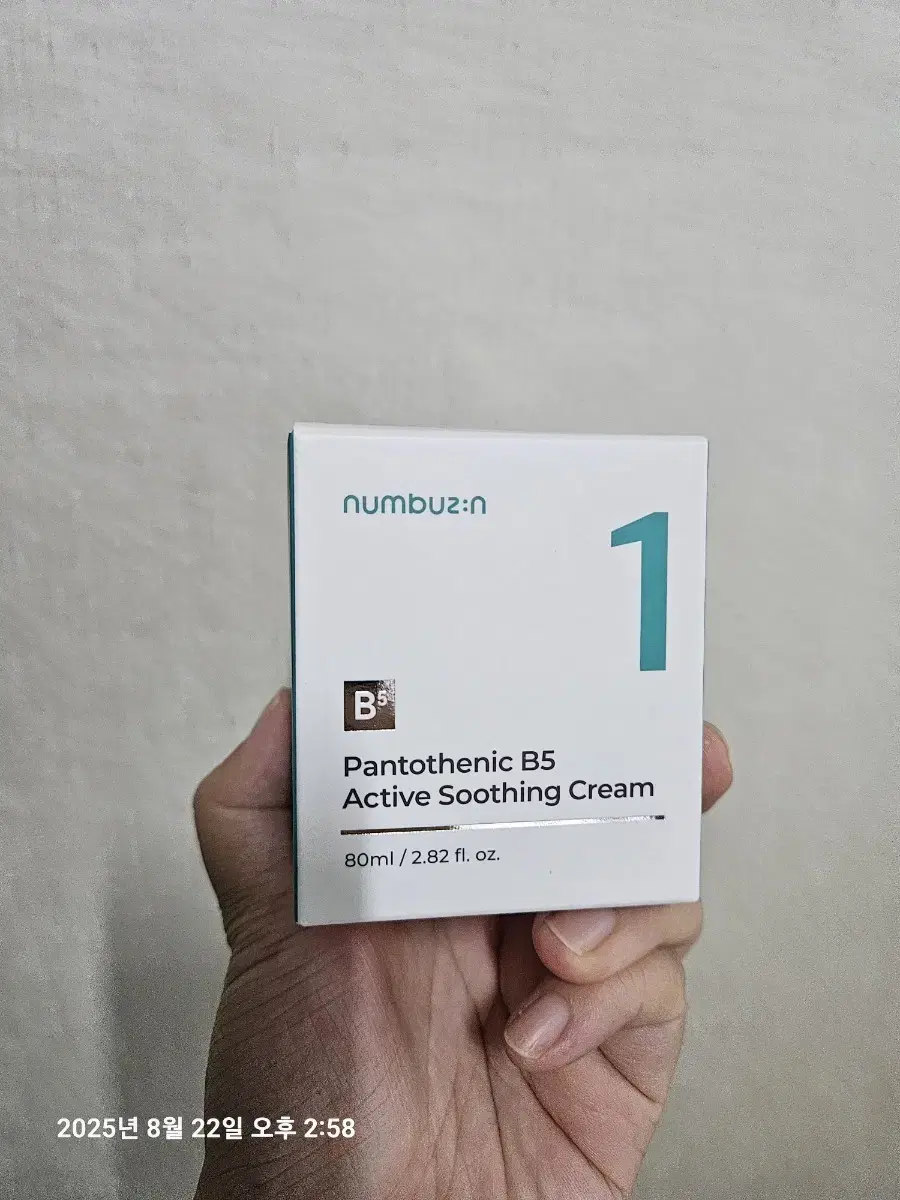 numbuz:n
1
B5
Pantothenic B5
Active Soothing Cream
80ml / 2.82 fl. oz.
2025년 8월 22일 오후 2:58